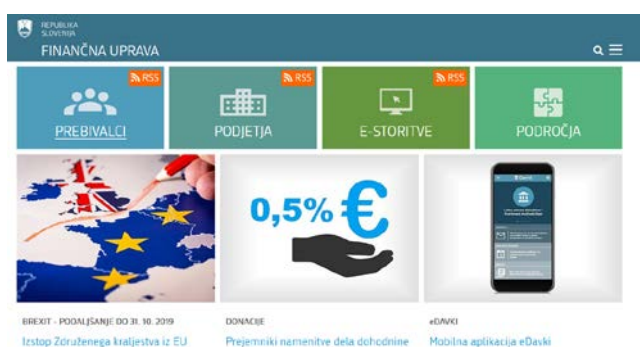 REPUBLIKA
SLOVENIJA
FINANČNA UPRAVA
RSS
RSS
RSS
PREBIVALCI
PODJETJA
E-STORITVE
PODROČJA
0,5% €
BREXIT - PODALJŠANJE DO 31. 10. 2019
DONACIJE
eDAVKI
Izstop Združenega kraljestva iz EU
Prejemniki namenitve dela dohodnine
Mobilna aplikacija eDavki